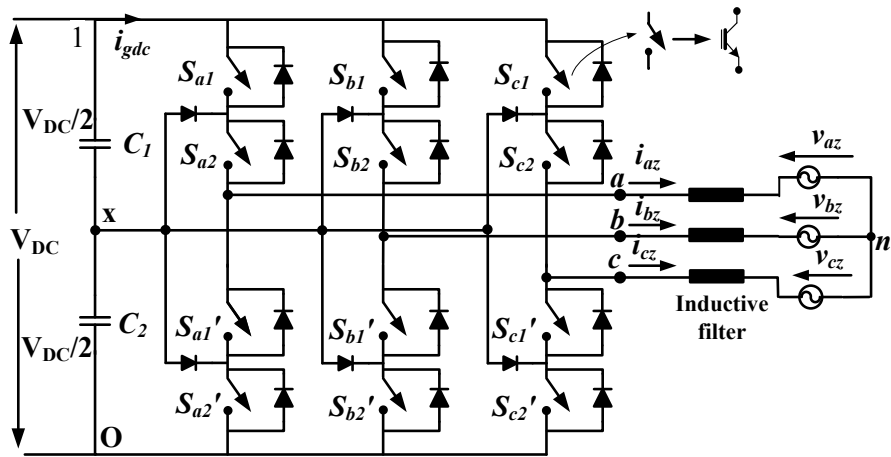 1
i_gdc
S_a1
S_b1
S_c1
V_DC/2
C_1
S_a2
S_b2
S_c2
v_az
i_az
a
x
i_bz
v_bz
b
n
V_DC
i_cz
v_cz
c
Inductive
filter
C_2
S_a1'
S_b1'
S_c1'
V_DC/2
S_a2'
S_b2'
S_c2'
O